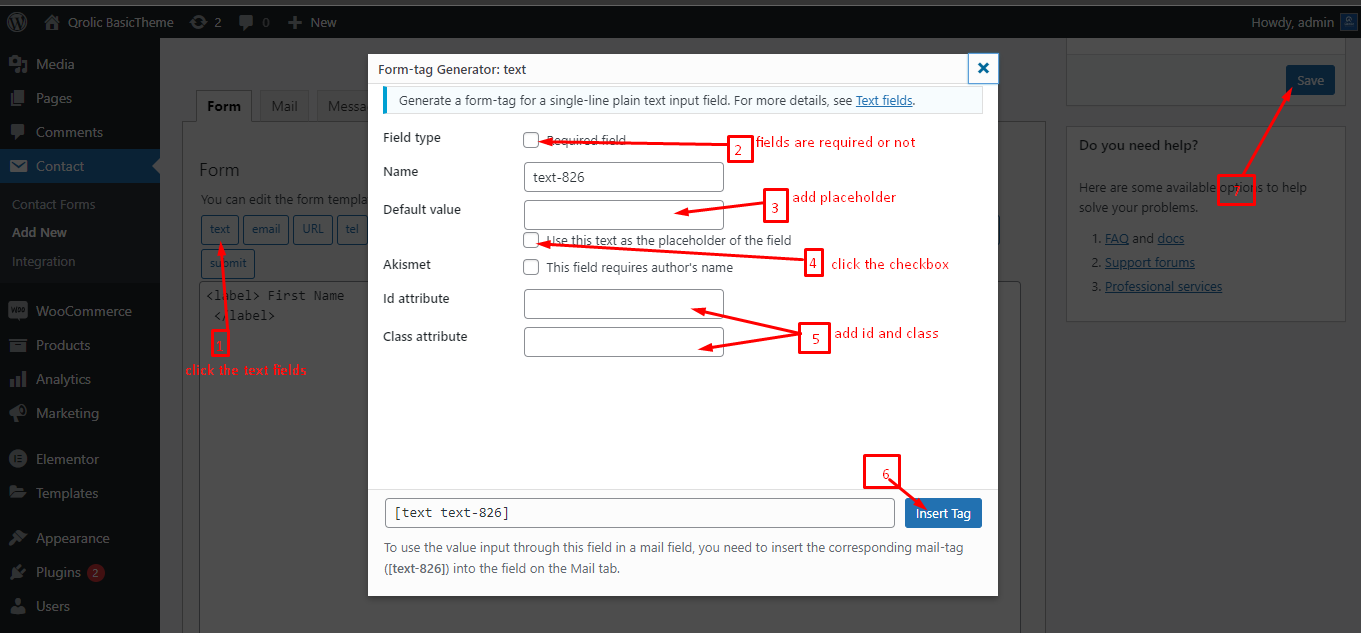 Qrolic BasicTheme
2
0
New
Howdy, admin
Media
Pages
Comments
Contact
Contact Forms
Add New
Integration
WooCommerce
Products
Analytics
Marketing
Elementor
Templates
Appearance
Plugins 2
Users
Form
Mail
Messa
Form
You can edit the form templa
text
email
URL
tel
submit
<label> First Name
</label>
1
click the text fields
Form-tag Generator: text
Generate a form-tag for a single-line plain text input field. For more details, see Text fields.
Field type
Required field
2 fields are required or not
Name
text-826
Default value
3 add placeholder
Use this text as the placeholder of the field
Akismet
This field requires author's name
4 click the checkbox
Id attribute
Class attribute
5 add id and class
6
[text text-826]
Insert Tag
To use the value input through this field in a mail field, you need to insert the corresponding mail-tag
([text-826]) into the field on the Mail tab.
Save
Do you need help?
Here are some available options to help
solve your problems.
7
1. FAQ and docs
2. Support forums
3. Professional services